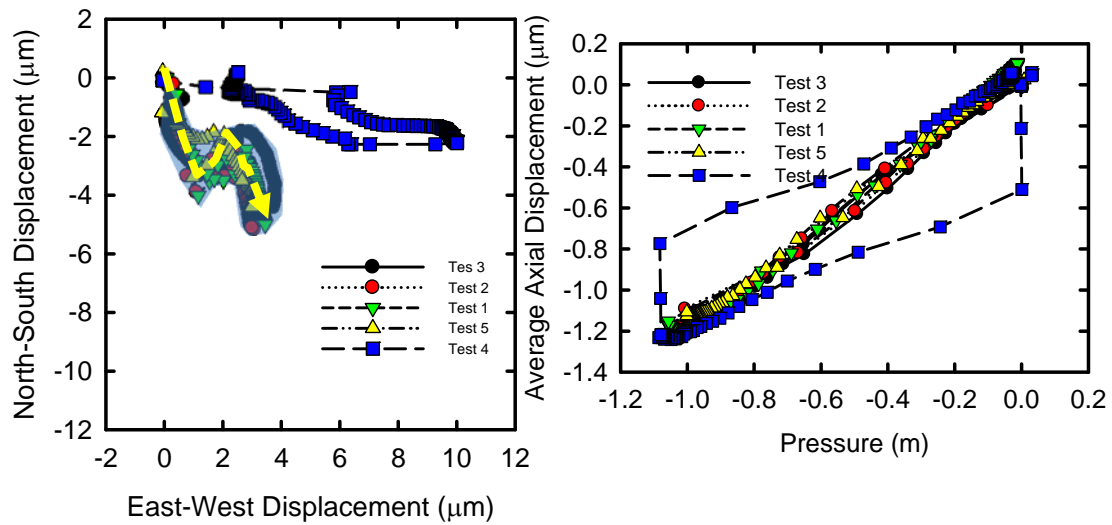 2
0
-2
-4
-6
-8
-10
-12
North-South Displacement (μm)
-2 0 2 4 6 8 10 12
East-West Displacement (μm)
Tes 3
Test 2
Test 1
Test 5
Test 4
0.2
0.0
-0.2
-0.4
-0.6
-0.8
-1.0
-1.2
-1.4
Average Axial Displacement (μm)
-1.2 -1.0 -0.8 -0.6 -0.4 -0.2 0.0 0.2
Pressure (m)
Test 3
Test 2
Test 1
Test 5
Test 4